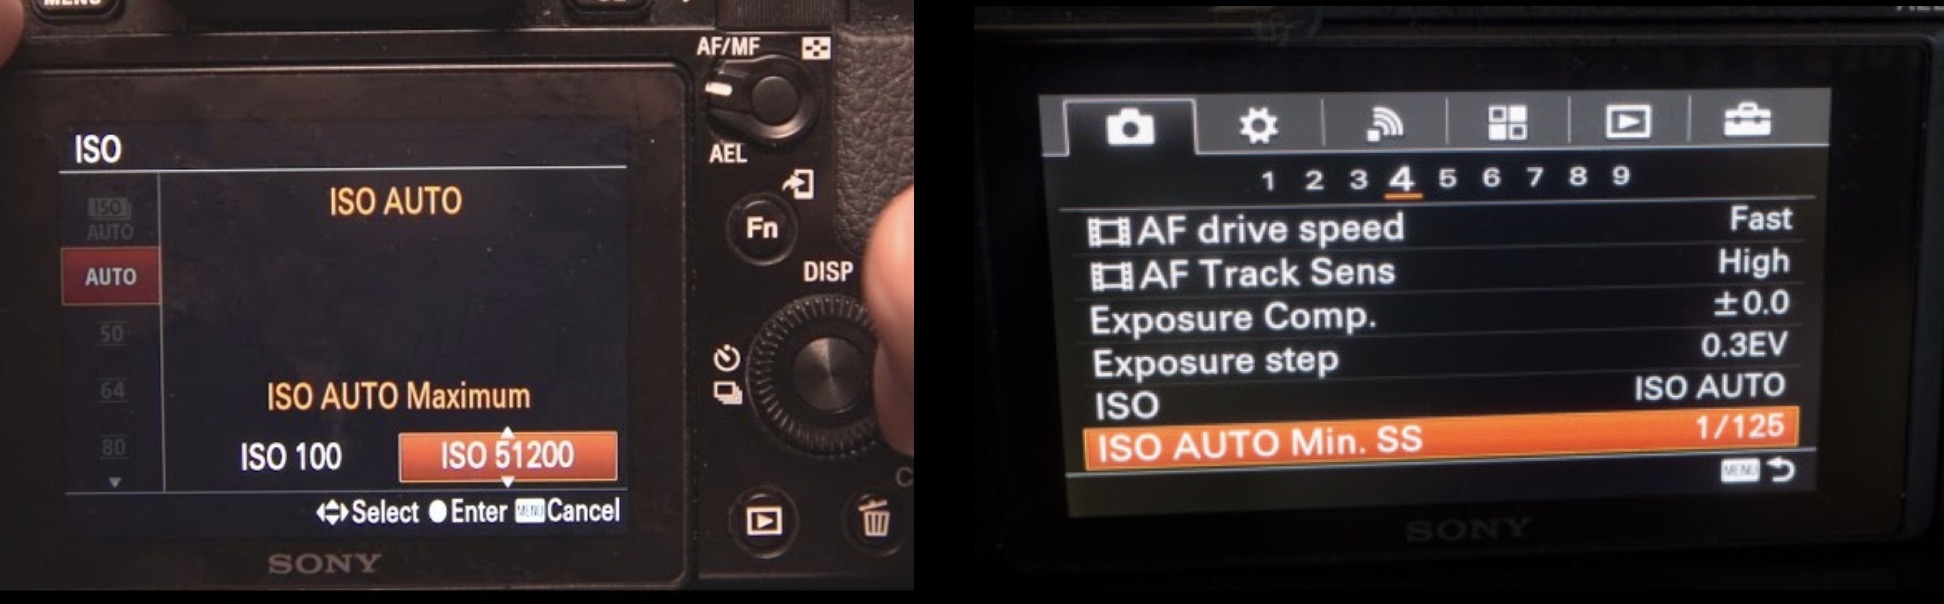 MENU
AF/MF
ISO
ISO AUTO
ISO
AUTO
AUTO
50
64
80
ISO AUTO Maximum
ISO 100 ISO 51200
Select Enter MENU Cancel
SONY
AEL
Fn
DISP
C
1 2 3 4 5 6 7 8 9
AF drive speed Fast
AF Track Sens High
Exposure Comp. ±0.0
Exposure step 0.3EV
ISO ISO AUTO
ISO AUTO Min. SS 1/125
MENU
SONY